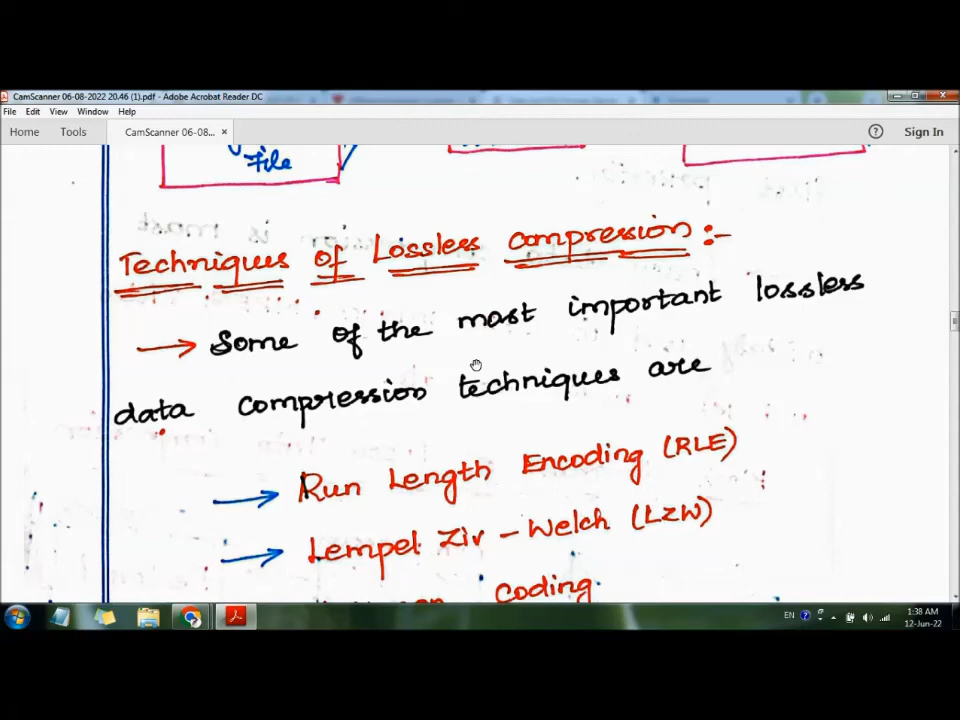 CamScanner 06-08-2022 20.46 (1).pdf - Adobe Acrobat Reader DC
File Edit View Window Help
Home Tools CamScanner 06-08... × Sign In
File
Techniques of Lossless Compression :-
→ Some of the most important lossless
data compression techniques are
→ Run Length Encoding (RLE)
→ Lempel Ziv - Welch (LZW)
Coding
EN 1:38 AM
12-Jun-22